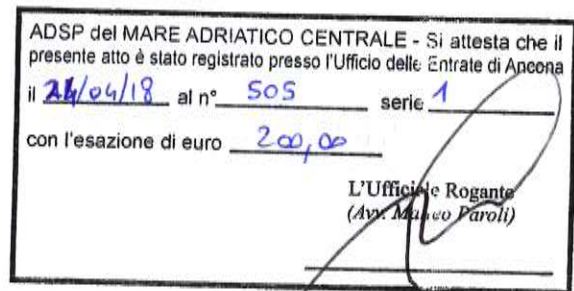 ADSP del MARE ADRIATICO CENTRALE - Si attesta che il
presente atto è stato registrato presso l'Ufficio delle Entrate di Ancona
il 24/04/18 al n° 505 serie 1
con l'esazione di euro 200,00
L'Ufficiale Rogante
(Avv. Matteo Paroli)